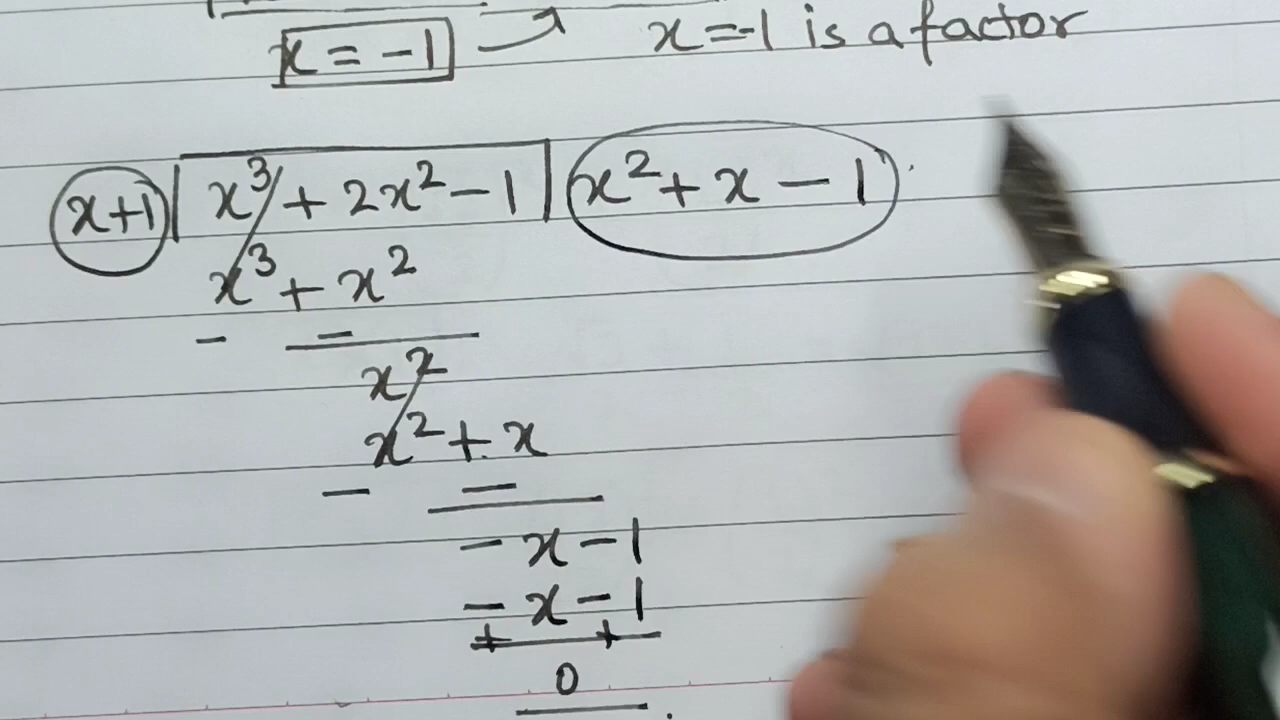 x = -1 x = -1 is a factor
x+1 x³ + 2x² - 1 x² + x - 1
x³ + x²
- -
x²
x² + x
- -
- x - 1
- x - 1
+ +
0